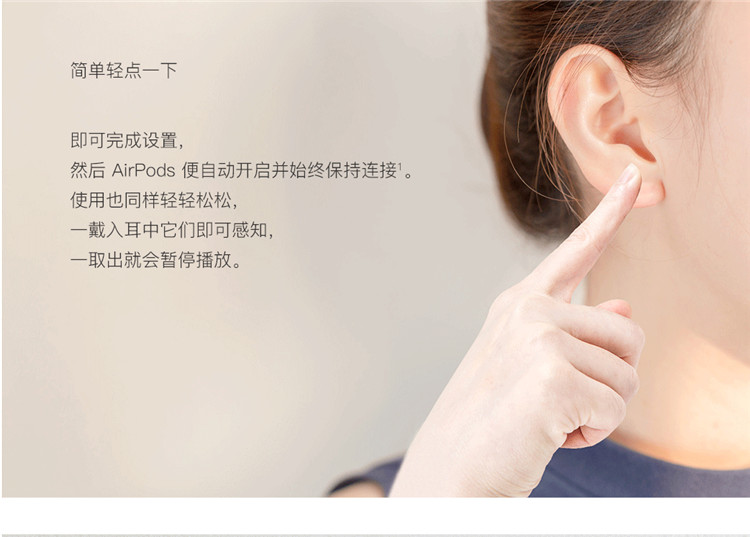 简单轻点一下
即可完成设置，
然后 AirPods 便自动开启并始终保持连接¹。
使用也同样轻轻松松，
一戴入耳中它们即可感知，
一取出就会暂停播放。